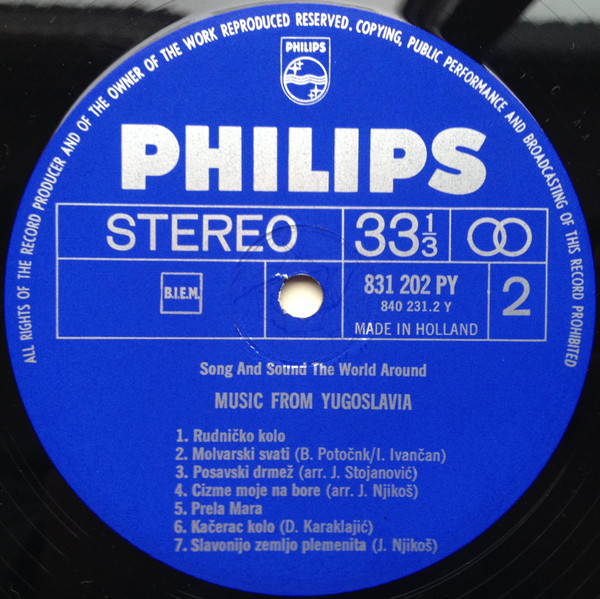 ALL RIGHTS OF THE RECORD PRODUCER AND OF THE OWNER OF THE WORK REPRODUCED RESERVED. COPYING, PUBLIC PERFORMANCE AND BROADCASTING OF THIS RECORD PROHIBITED
PHILIPS
PHILIPS
STEREO
33 1/3
B.I.E.M.
831 202 PY
840 231.2 Y
MADE IN HOLLAND
2
Song And Sound The World Around
MUSIC FROM YUGOSLAVIA
1. Rudničko kolo
2. Molvarski svati (B. Potočnk/I. Ivančan)
3. Posavski drmež (arr. J. Stojanović)
4. Cizme moje na bore (arr. J. Njikoš)
5. Prela Mara
6. Kačerac kolo (D. Karaklajić)
7. Slavonijo zemljo plemenita (J. Njikoš)